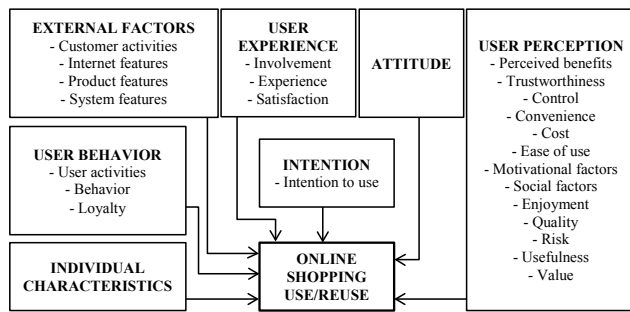 EXTERNAL FACTORS
- Customer activities
- Internet features
- Product features
- System features
USER
EXPERIENCE
- Involvement
- Experience
- Satisfaction
ATTITUDE
USER PERCEPTION
- Perceived benefits
- Trustworthiness
- Control
- Convenience
- Cost
- Ease of use
- Motivational factors
- Social factors
- Enjoyment
- Quality
- Risk
- Usefulness
- Value
USER BEHAVIOR
- User activities
- Behavior
- Loyalty
INTENTION
- Intention to use
INDIVIDUAL
CHARACTERISTICS
ONLINE
SHOPPING
USE/REUSE